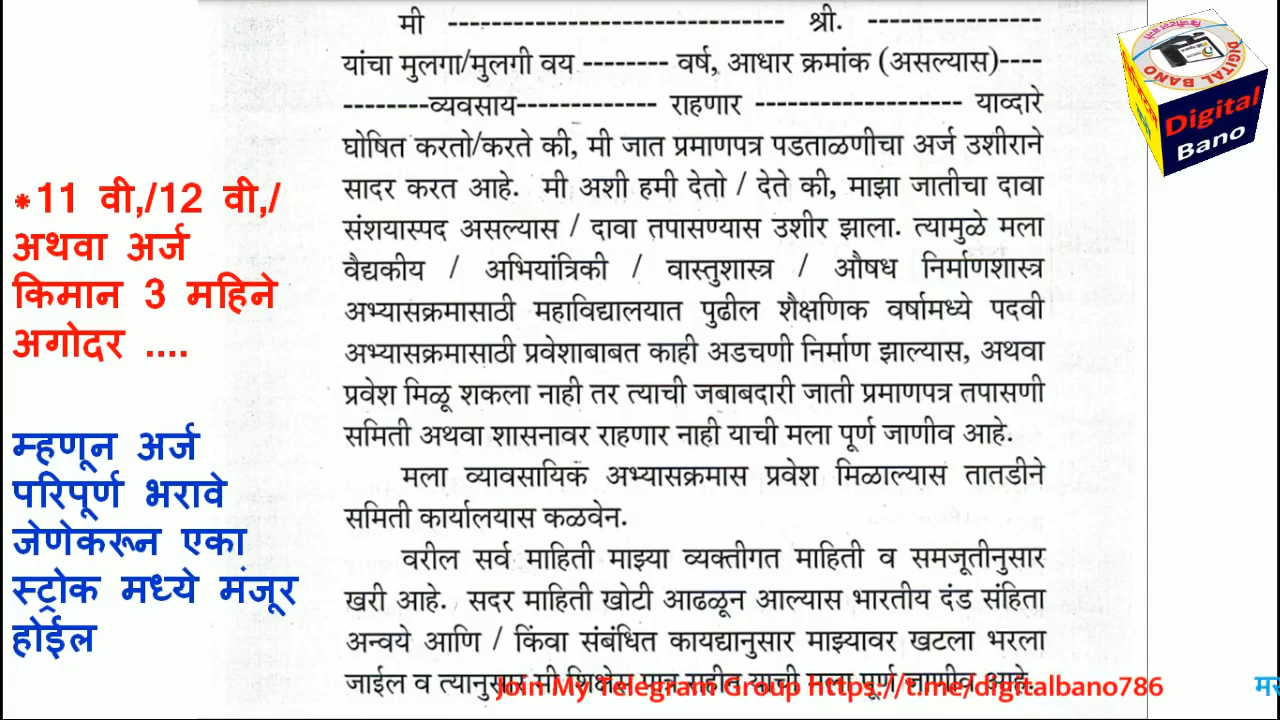 मी ------------------------------- श्री. ----------------
यांचा मुलगा/मुलगी वय -------- वर्ष, आधार क्रमांक (असल्यास)----
--------व्यवसाय------------- राहणार ------------------- याव्दारे
घोषित करतो/करते की, मी जात प्रमाणपत्र पडताळणीचा अर्ज उशीराने
सादर करत आहे. मी अशी हमी देतो / देते की, माझा जातीचा दावा
संशयास्पद असल्यास / दावा तपासण्यास उशीर झाला. त्यामुळे मला
वैद्यकीय / अभियांत्रिकी / वास्तुशास्त्र / औषध निर्माणशास्त्र
अभ्यासक्रमासाठी महाविद्यालयात पुढील शैक्षणिक वर्षामध्ये पदवी
अभ्यासक्रमासाठी प्रवेशाबाबत काही अडचणी निर्माण झाल्यास, अथवा
प्रवेश मिळू शकला नाही तर त्याची जबाबदारी जाती प्रमाणपत्र तपासणी
समिती अथवा शासनावर राहणार नाही याची मला पूर्ण जाणीव आहे.
मला व्यावसायिक अभ्यासक्रमास प्रवेश मिळाल्यास तातडीने
समिती कार्यालयास कळवेन.
वरील सर्व माहिती माझ्या व्यक्तीगत माहिती व समजूतीनुसार
खरी आहे. सदर माहिती खोटी आढळून आल्यास भारतीय दंड संहिता
अन्वये आणि / किंवा संबंधित कायद्यानुसार माझ्यावर खटला भरला
जाईल व त्यानुसार मी शिक्षेस पात्र राहीन याची मला पूर्ण जाणीव आहे.
*11 वी,/12 वी,/
अथवा अर्ज
किमान 3 महिने
अगोदर ....
म्हणून अर्ज
परिपूर्ण भरावे
जेणेकरून एका
स्ट्रोक मध्ये मंजूर
होईल
DIGITAL BANO
Digital
Bano
Join My Telegram Group https://t.me/digitalbano786